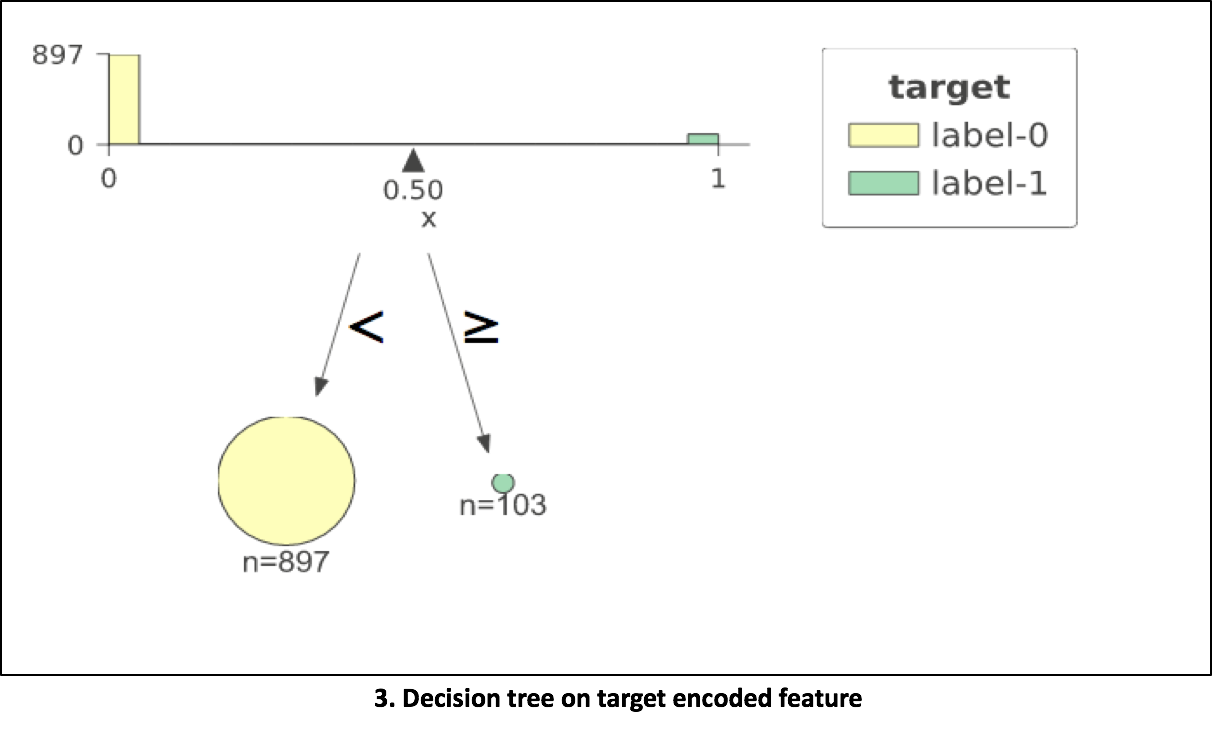 897
0
0
1
0.50
x
target
label-0
label-1
<
≥
n=897
n=103
3. Decision tree on target encoded feature